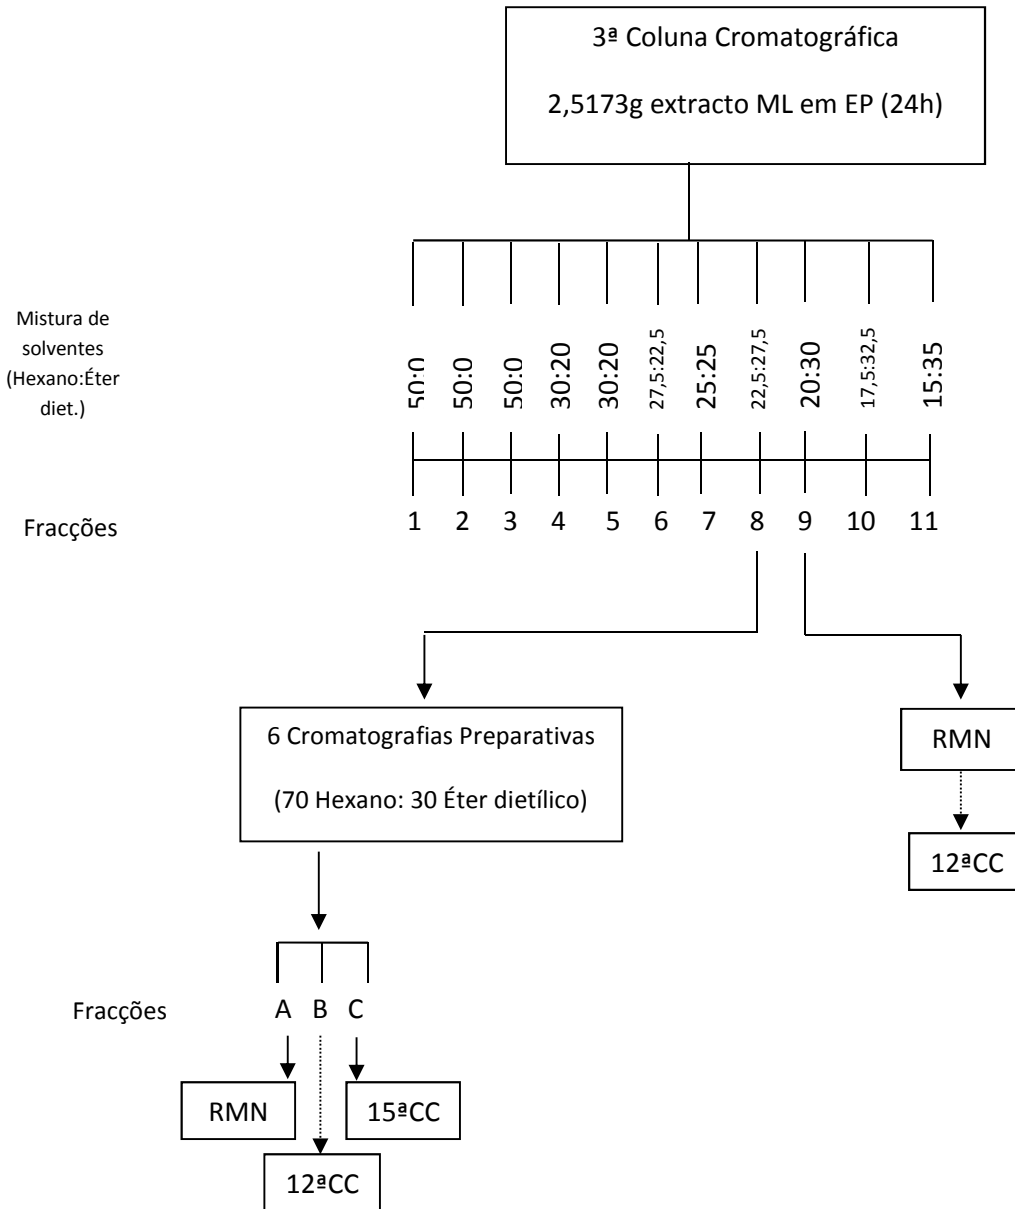 3ª Coluna Cromatográfica
2,5173g extracto ML em EP (24h)
Mistura de
solventes
(Hexano:Éter
diet.)
50:0
50:0
50:0
30:20
30:20
27,5:22,5
25:25
22,5:27,5
20:30
17,5:32,5
15:35
Fracções
1 2 3 4 5 6 7 8 9 10 11
6 Cromatografias Preparativas
(70 Hexano: 30 Éter dietílico)
RMN
12ªCC
Fracções
A B C
RMN
15ªCC
12ªCC